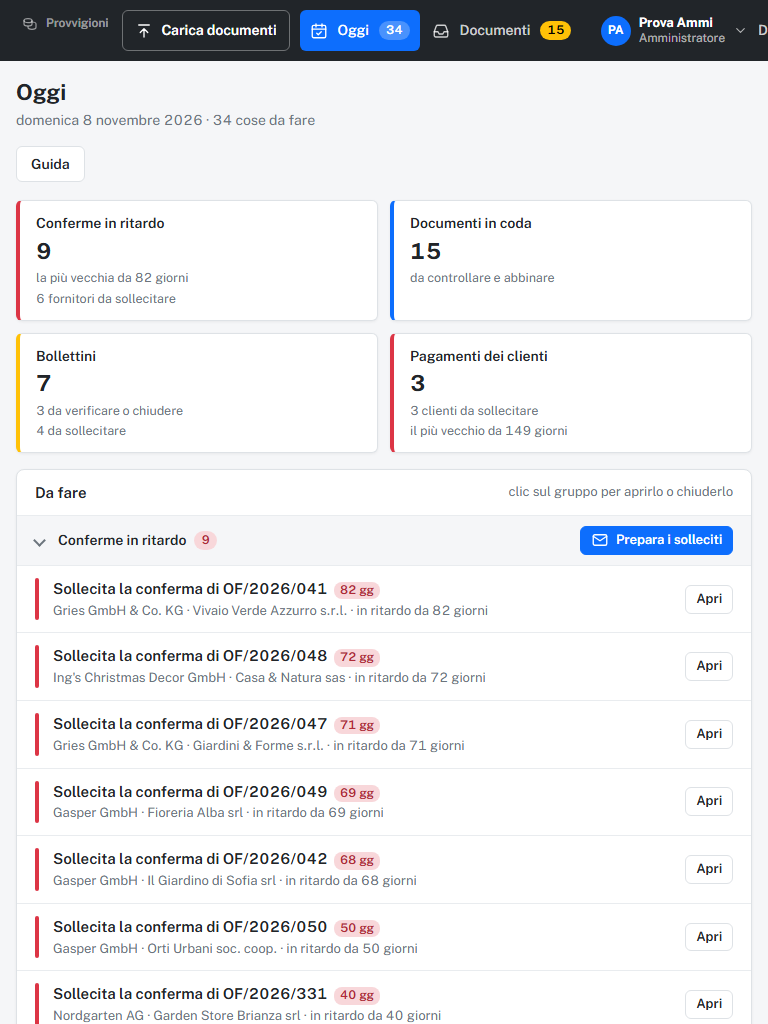 Provvigioni
Carica documenti
Oggi 34
Documenti 15
PA
Prova Ammi
Amministratore
D
Oggi
domenica 8 novembre 2026 · 34 cose da fare
Guida
Conferme in ritardo
9
la più vecchia da 82 giorni
6 fornitori da sollecitare
Documenti in coda
15
da controllare e abbinare
Bollettini
7
3 da verificare o chiudere
4 da sollecitare
Pagamenti dei clienti
3
3 clienti da sollecitare
il più vecchio da 149 giorni
Da fare
clic sul gruppo per aprirlo o chiuderlo
Conferme in ritardo 9
Prepara i solleciti
Sollecita la conferma di OF/2026/041 82 gg
Gries GmbH & Co. KG · Vivaio Verde Azzurro s.r.l. · in ritardo da 82 giorni
Apri
Sollecita la conferma di OF/2026/048 72 gg
Ing's Christmas Decor GmbH · Casa & Natura sas · in ritardo da 72 giorni
Apri
Sollecita la conferma di OF/2026/047 71 gg
Gries GmbH & Co. KG · Giardini & Forme s.r.l. · in ritardo da 71 giorni
Apri
Sollecita la conferma di OF/2026/049 69 gg
Gasper GmbH · Fioreria Alba srl · in ritardo da 69 giorni
Apri
Sollecita la conferma di OF/2026/042 68 gg
Gasper GmbH · Il Giardino di Sofia srl · in ritardo da 68 giorni
Apri
Sollecita la conferma di OF/2026/050 50 gg
Gasper GmbH · Orti Urbani soc. coop. · in ritardo da 50 giorni
Apri
Sollecita la conferma di OF/2026/331 40 gg
Nordgarten AG · Garden Store Brianza srl · in ritardo da 40 giorni
Apri